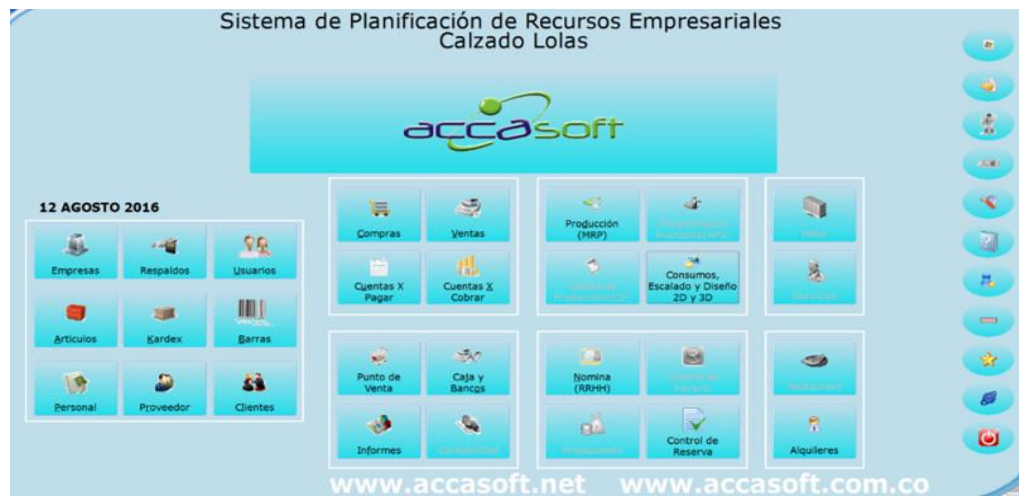 Sistema de Planificación de Recursos Empresariales
Calzado Lolas
accasoft
12 AGOSTO 2016
Empresas
Respaldos
Usuarios
Articulos
Kardex
Barras
Personal
Proveedor
Clientes
Compras
Ventas
Cuentas X
Pagar
Cuentas X
Cobrar
Producción
(MRP)
Consumos,
Escalado y Diseño
2D y 3D
Punto de
Venta
Caja y
Bancos
Informes
Nomina
(RRHH)
Control de
Reserva
Alquileres
www.accasoft.net www.accasoft.com.co